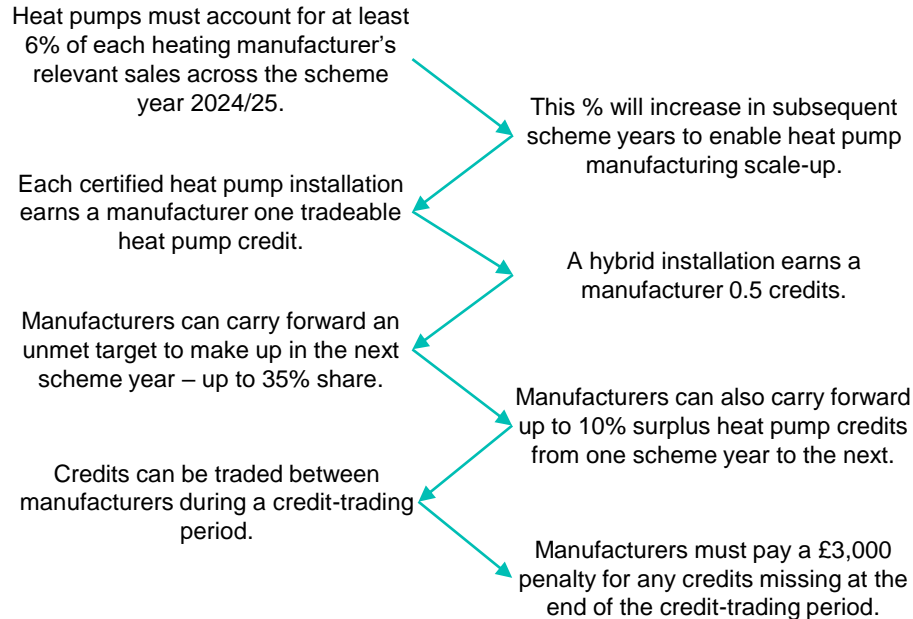 Heat pumps must account for at least
6% of each heating manufacturer’s
relevant sales across the scheme
year 2024/25.
This % will increase in subsequent
scheme years to enable heat pump
manufacturing scale-up.
Each certified heat pump installation
earns a manufacturer one tradeable
heat pump credit.
A hybrid installation earns a
manufacturer 0.5 credits.
Manufacturers can carry forward an
unmet target to make up in the next
scheme year – up to 35% share.
Manufacturers can also carry forward
up to 10% surplus heat pump credits
from one scheme year to the next.
Credits can be traded between
manufacturers during a credit-trading
period.
Manufacturers must pay a £3,000
penalty for any credits missing at the
end of the credit-trading period.